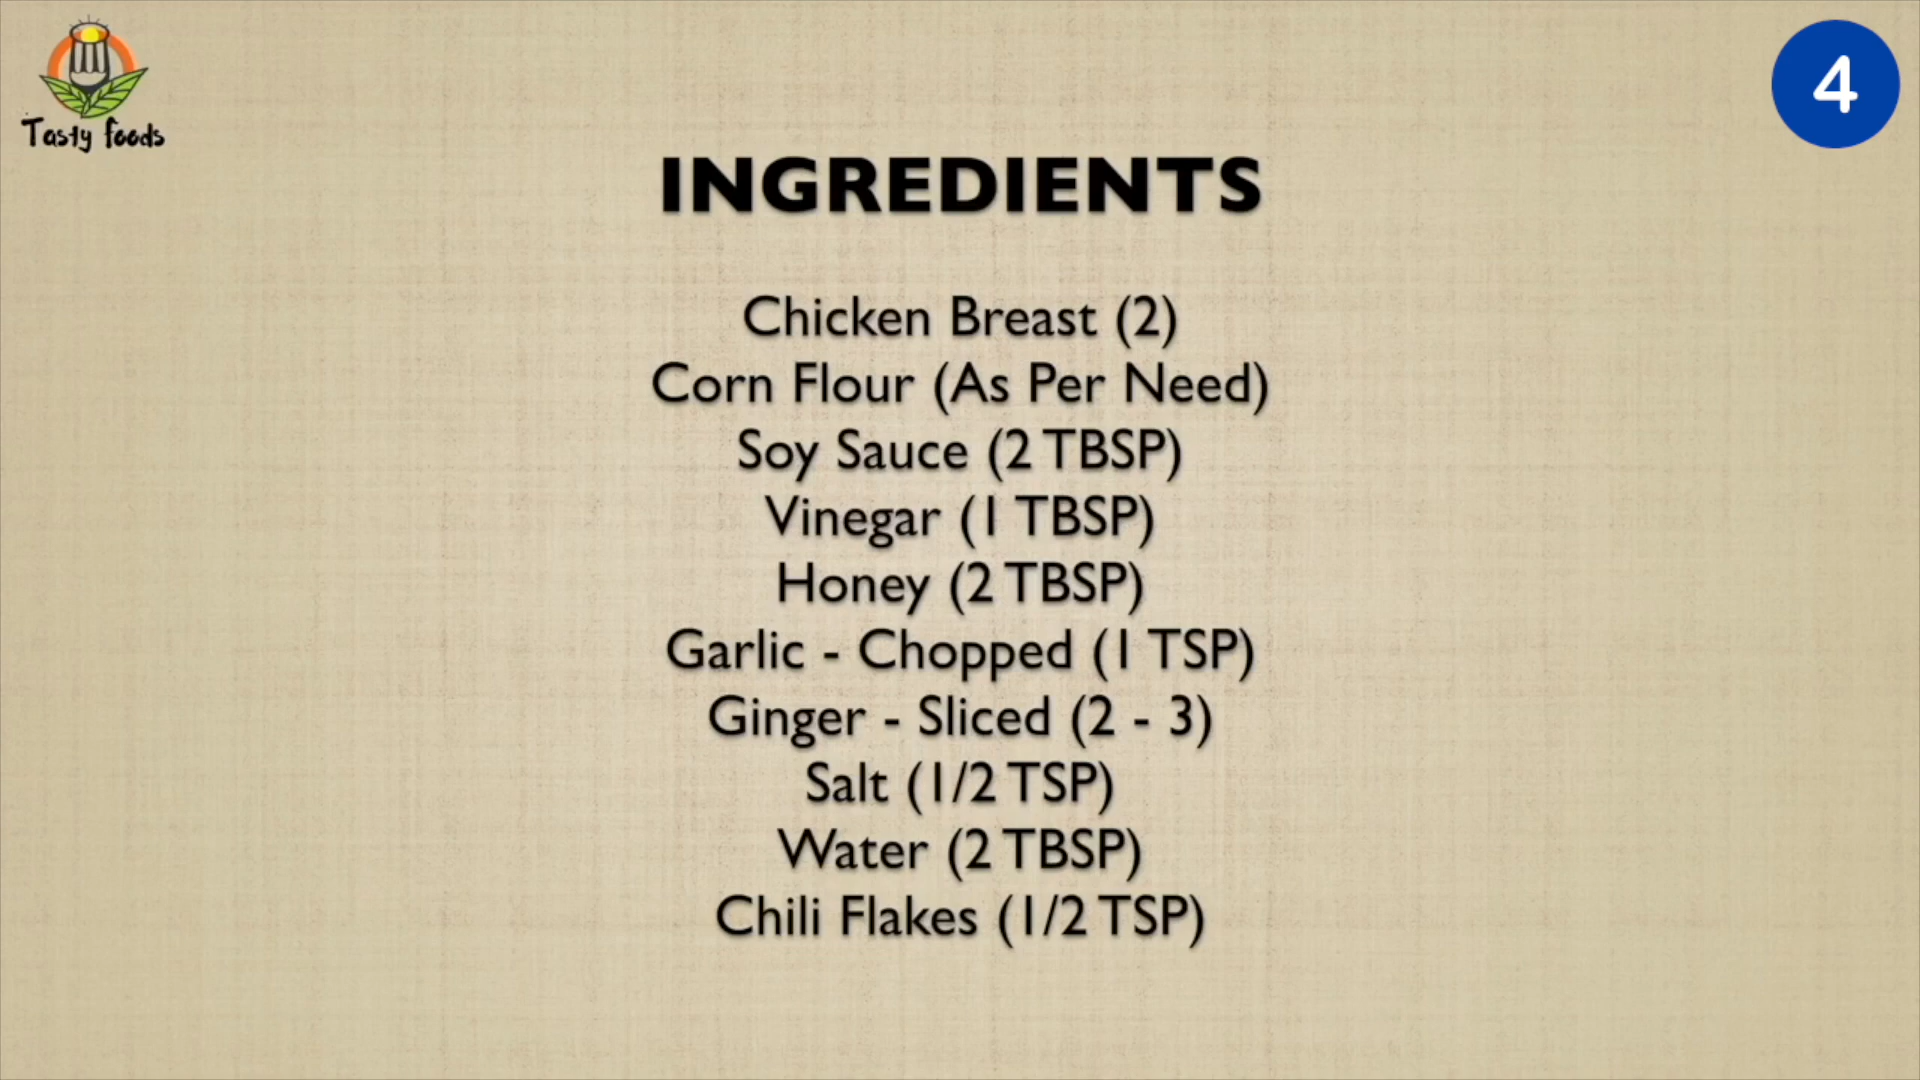 Tasty foods
4
INGREDIENTS
Chicken Breast (2)
Corn Flour (As Per Need)
Soy Sauce (2 TBSP)
Vinegar (1 TBSP)
Honey (2 TBSP)
Garlic - Chopped (1 TSP)
Ginger - Sliced (2 - 3)
Salt (1/2 TSP)
Water (2 TBSP)
Chili Flakes (1/2 TSP)